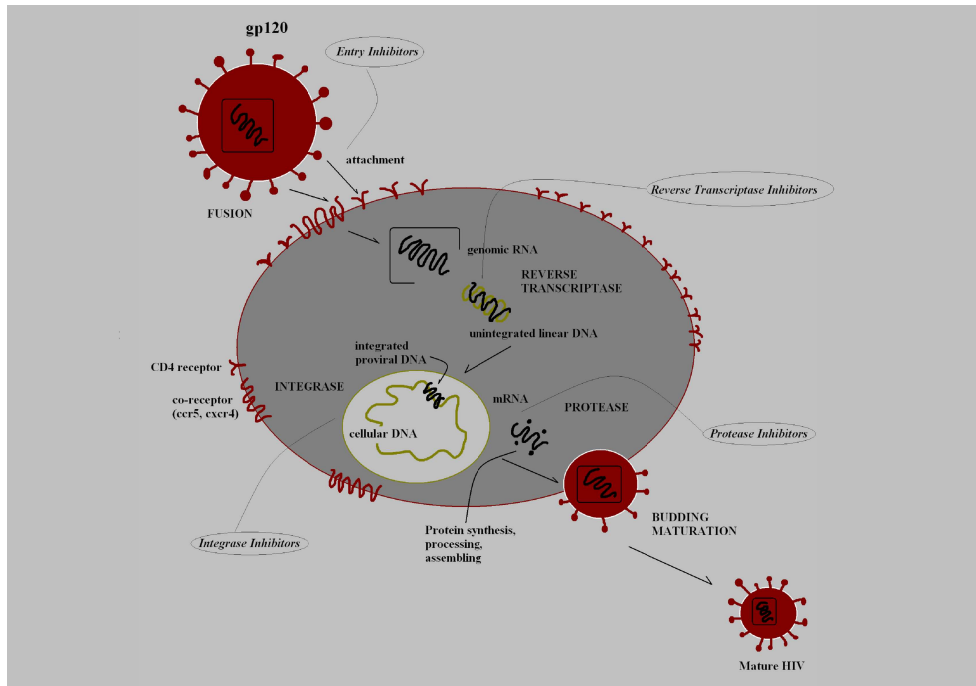 gp120
Entry Inhibitors
attachment
FUSION
Reverse Transcriptase Inhibitors
genomic RNA
REVERSE
TRANSCRIPTASE
unintegrated linear DNA
integrated
proviral DNA
CD4 receptor
INTEGRASE
mRNA
PROTEASE
co-receptor
(ccr5, cxcr4)
cellular DNA
Protease Inhibitors
Integrase Inhibitors
Protein synthesis,
processing,
assembling
BUDDING
MATURATION
Mature HIV